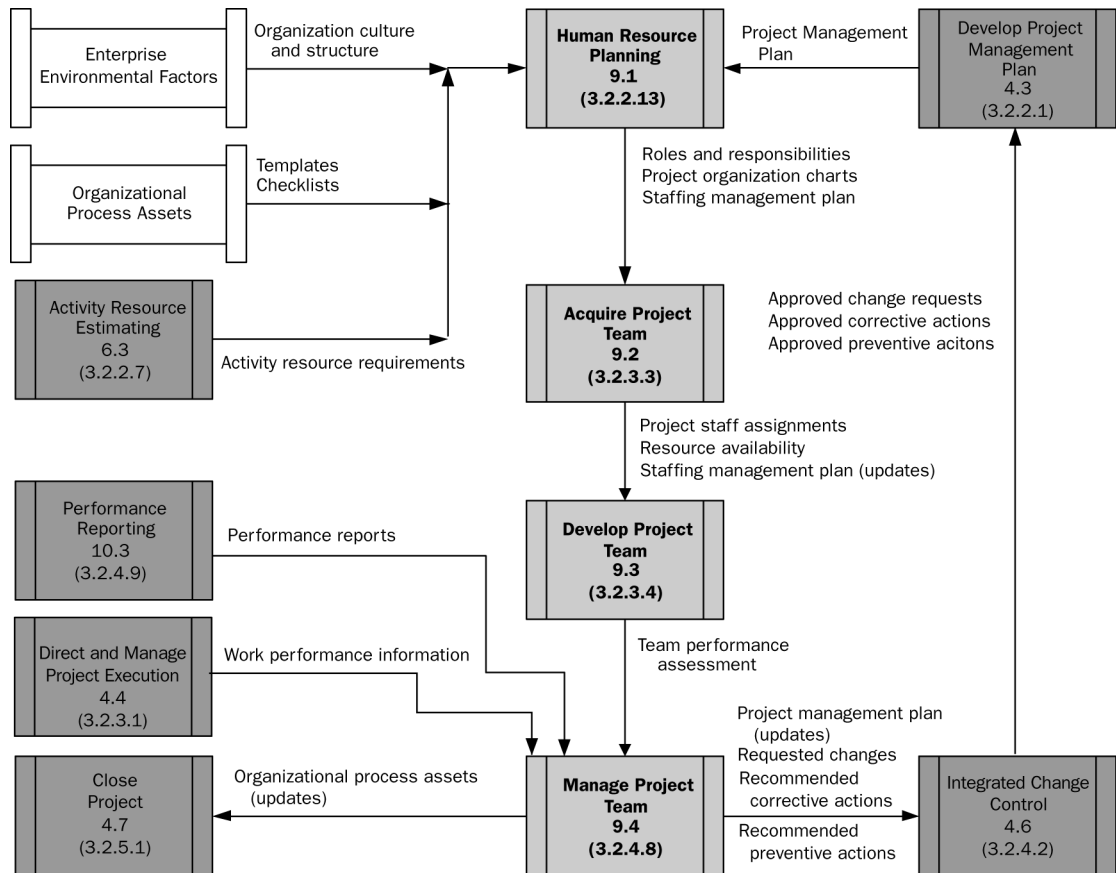 Enterprise
Environmental Factors
Organization culture
and structure
Human Resource
Planning
9.1
(3.2.2.13)
Project Management
Plan
Develop Project
Management
Plan
4.3
(3.2.2.1)
Organizational
Process Assets
Templates
Checklists
Roles and responsibilities
Project organization charts
Staffing management plan
Activity Resource
Estimating
6.3
(3.2.2.7)
Activity resource requirements
Acquire Project
Team
9.2
(3.2.3.3)
Approved change requests
Approved corrective actions
Approved preventive acitons
Project staff assignments
Resource availability
Staffing management plan (updates)
Performance
Reporting
10.3
(3.2.4.9)
Performance reports
Develop Project
Team
9.3
(3.2.3.4)
Direct and Manage
Project Execution
4.4
(3.2.3.1)
Work performance information
Team performance
assessment
Close
Project
4.7
(3.2.5.1)
Organizational process assets
(updates)
Manage Project
Team
9.4
(3.2.4.8)
Project management plan
(updates)
Requested changes
Recommended
corrective actions
Recommended
preventive actions
Integrated Change
Control
4.6
(3.2.4.2)